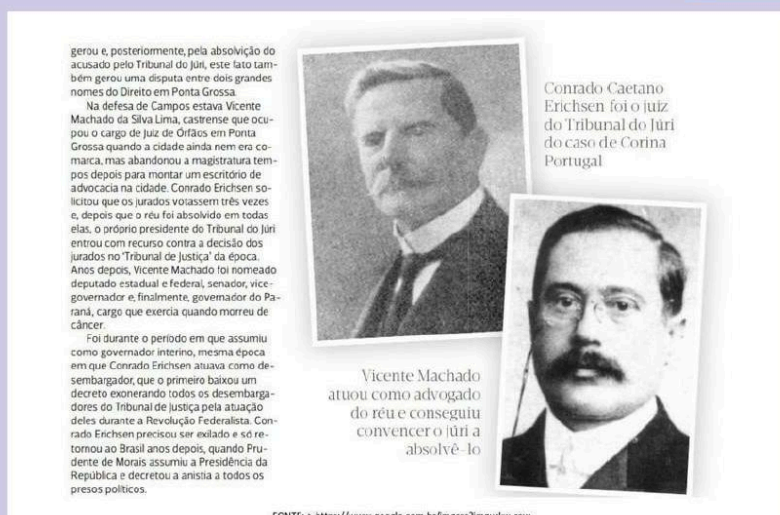 gerou e, posteriormente, pela absolvição do
acusado pelo Tribunal do Júri, este fato tam-
bém gerou uma disputa entre dois grandes
nomes do Direito em Ponta Grossa.
Na defesa de Campos estava Vicente
Machado da Silva Lima, castrense que ocu-
pou o cargo de Juiz de Órfãos em Ponta
Grossa quando a cidade ainda nem era co-
marca, mas abandonou a magistratura tem-
pos depois para montar um escritório de
advocacia na cidade. Conrado Erichsen so-
licitou que os jurados votassem três vezes
e, depois que o réu foi absolvido em todas
elas, o próprio presidente do Tribunal do Júri
entrou com recurso contra a decisão dos
jurados no 'Tribunal de Justiça' da época.
Anos depois, Vicente Machado foi nomeado
deputado estadual e federal, senador, vice-
governador e, finalmente, governador do Pa-
raná, cargo que exercia quando morreu de
câncer.
Foi durante o período em que assumiu
como governador interino, mesma época
em que Conrado Erichsen atuava como de-
sembargador, que o primeiro baixou um
decreto exonerando todos os desembarga-
dores do Tribunal de Justiça pela atuação
deles durante a Revolução Federalista. Con-
rado Erichsen precisou ser exilado e só re-
tornou ao Brasil anos depois, quando Pru-
dente de Morais assumiu a Presidência da
República e decretou a anistia a todos os
presos políticos.
Conrado Caetano
Erichsen foi o juiz
do Tribunal do Júri
do caso de Corina
Portugal
Vicente Machado
atuou como advogado
do réu e conseguiu
convencer o júri a
absolvê-lo